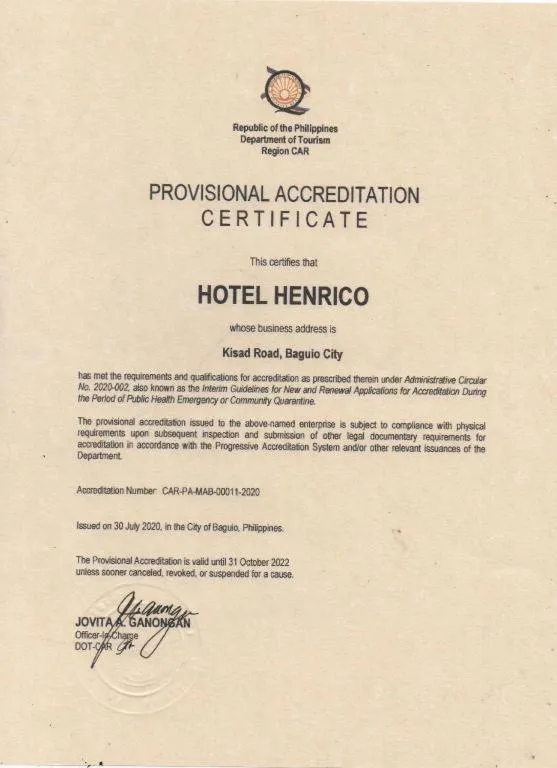 Republic of the Philippines
Department of Tourism
Region CAR
PROVISIONAL ACCREDITATION
CERTIFICATE
This certifies that
HOTEL HENRICO
whose business address is
Kisad Road, Baguio City
has met the requirements and qualifications for accreditation as prescribed therein under Administrative Circular
No. 2020-002, also known as the Interim Guidelines for New and Renewal Applications for Accreditation During
the Period of Public Health Emergency or Community Quarantine.
The provisional accreditation issued to the above-named enterprise is subject to compliance with physical
requirements upon subsequent inspection and submission of other legal documentary requirements for
accreditation in accordance with the Progressive Accreditation System and/or other relevant issuances of the
Department.
Accreditation Number: CAR-PA-MAB-00011-2020
Issued on 30 July 2020, in the City of Baguio, Philippines.
The Provisional Accreditation is valid until 31 October 2022
unless sooner canceled, revoked, or suspended for a cause.
JOVITA A. GANONGAN
Officer-In-Charge
DOT-CAR